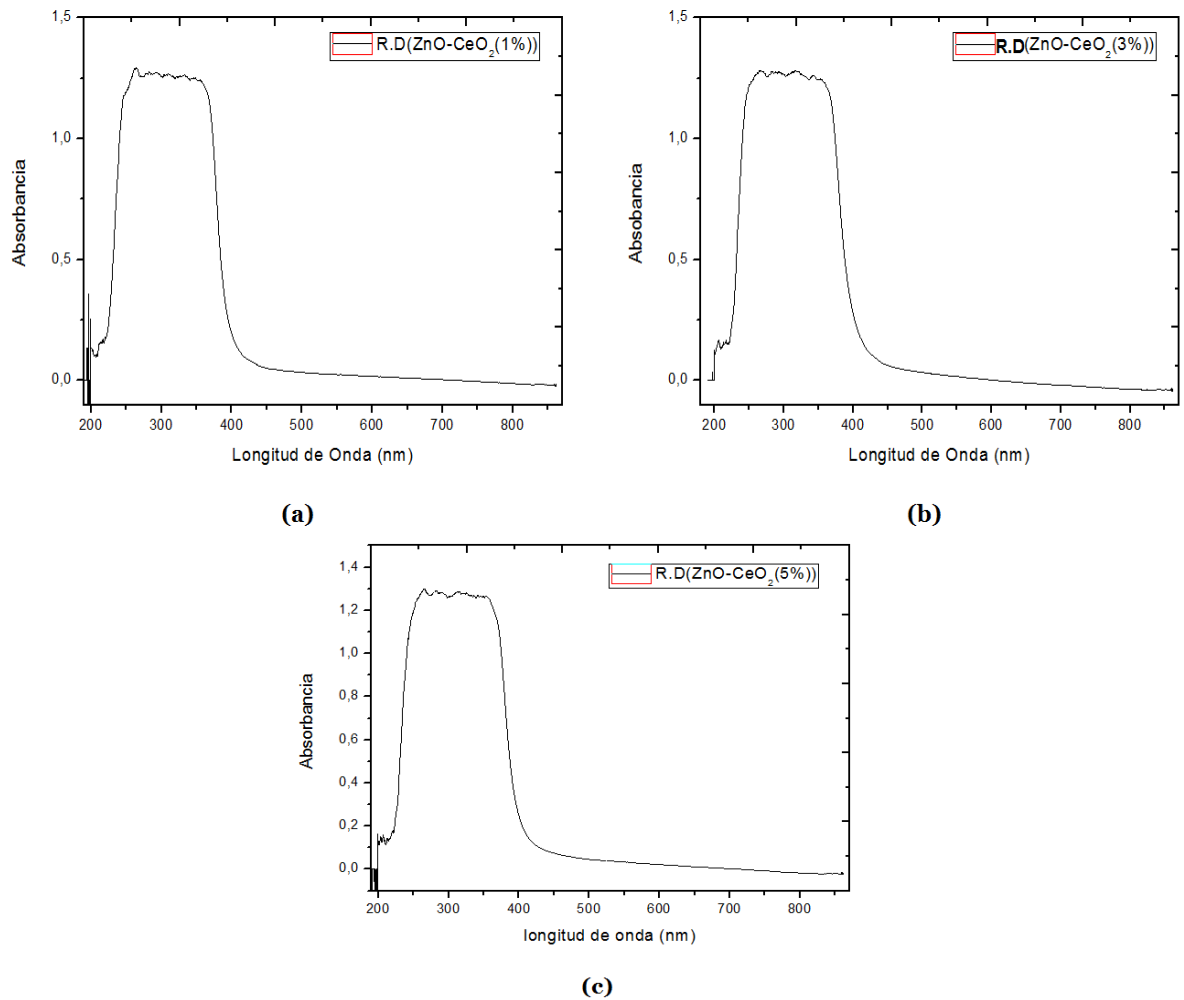 1,5
1,0
0,5
0,0
Absorbancia
R.D(ZnO-CeO2(1%))
200 300 400 500 600 700 800
Longitud de Onda (nm)
(a)
1,5
1,0
0,5
0,0
Absobancia
R.D(ZnO-CeO2(3%))
200 300 400 500 600 700 800
Longitud de Onda (nm)
(b)
1,4
1,2
1,0
0,8
0,6
0,4
0,2
0,0
Absorbancia
R.D(ZnO-CeO2(5%))
200 300 400 500 600 700 800
longitud de onda (nm)
(c)